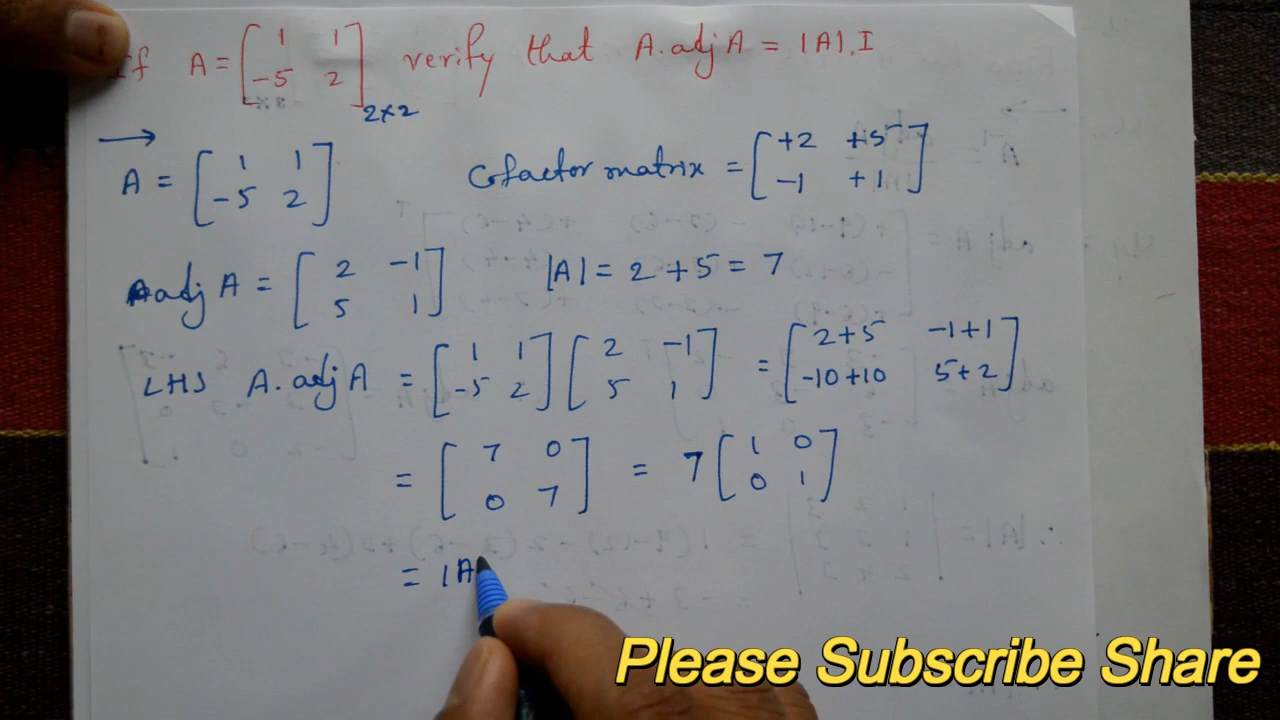 If A = [ 1 1 verify that A.adj A = |A|.I
-5 2 ] 2×2
→
A = [ 1 1 Cofactor matrix = [ +2 +5
-5 2 ] -1 +1 ]
adj A = [ 2 -1 |A| = 2 + 5 = 7
5 1 ]
LHS A.adj A = [ 1 1 ] [ 2 -1 ] = [ 2+5 -1+1
-5 2 5 1 -10+10 5+2 ]
= [ 7 0 ] = 7 [ 1 0
0 7 0 1 ]
= |A
Please Subscribe Share